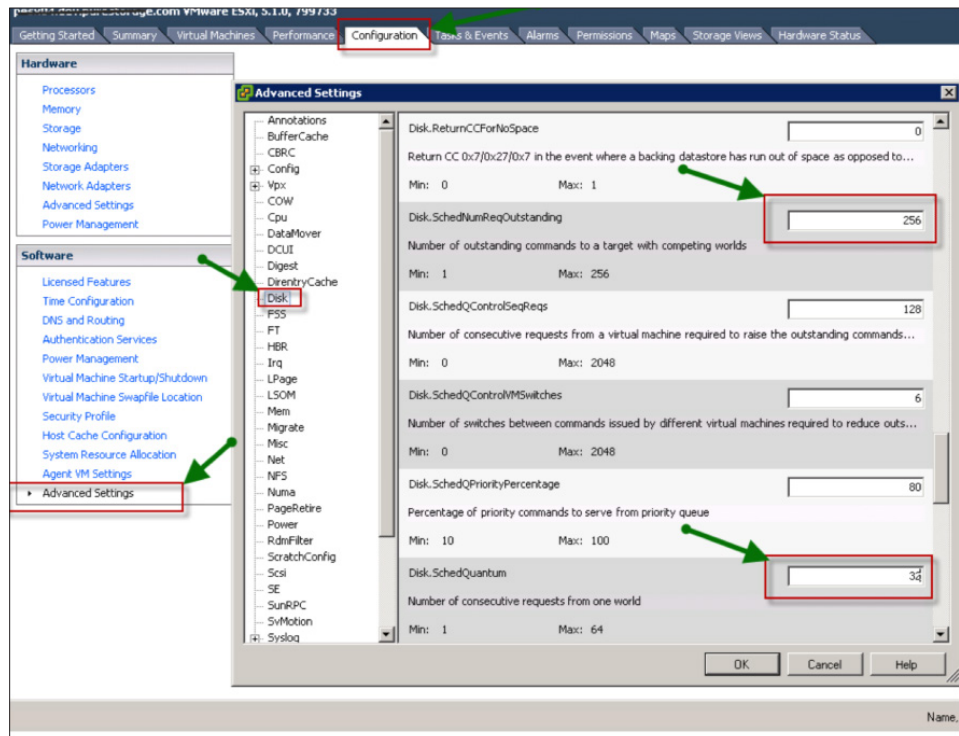 purestorage.com VMware ESXi, 5.1.0, 799733
Getting Started Summary Virtual Machines Performance Configuration Tasks & Events Alarms Permissions Maps Storage Views Hardware Status
Hardware
Processors
Memory
Storage
Networking
Storage Adapters
Network Adapters
Advanced Settings
Power Management
Software
Licensed Features
Time Configuration
DNS and Routing
Authentication Services
Power Management
Virtual Machine Startup/Shutdown
Virtual Machine Swapfile Location
Security Profile
Host Cache Configuration
System Resource Allocation
Agent VM Settings
Advanced Settings
Advanced Settings
Annotations
BufferCache
CBRC
Config
Vpx
COW
Cpu
DataMover
DCUI
Digest
DirentryCache
Disk
FSS
FT
HBR
Irq
LPage
LSOM
Mem
Migrate
Misc
Net
NFS
Numa
PageRetire
Power
RdmFilter
ScratchConfig
Scsi
SE
SunRPC
SvMotion
Syslog
Disk.ReturnCCForNoSpace 0
Return CC 0x7/0x27/0x7 in the event where a backing datastore has run out of space as opposed to...
Min: 0 Max: 1
Disk.SchedNumReqOutstanding 256
Number of outstanding commands to a target with competing worlds
Min: 1 Max: 256
Disk.SchedQControlSeqReqs 128
Number of consecutive requests from a virtual machine required to raise the outstanding commands...
Min: 0 Max: 2048
Disk.SchedQControlVMSwitches 6
Number of switches between commands issued by different virtual machines required to reduce outs...
Min: 0 Max: 2048
Disk.SchedQPriorityPercentage 80
Percentage of priority commands to serve from priority queue
Min: 10 Max: 100
Disk.SchedQuantum
Number of consecutive requests from one world
Min: 1 Max: 64
OK Cancel Help
Name,